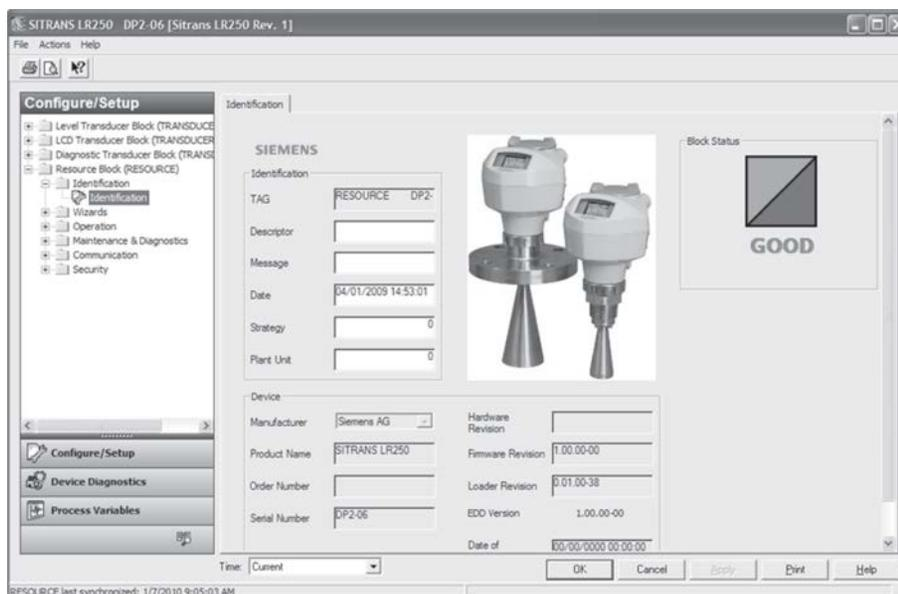 SITRANS LR250 DP2-06 [Sitrans LR250 Rev. 1]
File Actions Help
Configure/Setup
Level Transducer Block (TRANSDUCE
LCD Transducer Block (TRANSDUCER
Diagnostic Transducer Block (TRANSD
Resource Block (RESOURCE)
Identification
Identification
Wizards
Operation
Maintenance & Diagnostics
Communication
Security
Configure/Setup
Device Diagnostics
Process Variables
Identification
SIEMENS
Identification
TAG RESOURCE DP2-
Descriptor
Message
Date 04/01/2009 14:53:01
Strategy 0
Plant Unit 0
Block Status
GOOD
Device
Manufacturer Siemens AG
Product Name SITRANS LR250
Order Number
Serial Number DP2-06
Hardware
Revision
Firmware Revision 1.00.00-00
Loader Revision 0.01.00-38
EDD Version 1.00.00-00
Date of 00/00/0000 00:00:00
Time: Current
OK Cancel Apply Print Help
RESOURCE last synchronized: 1/7/2010 9:05:03 AM